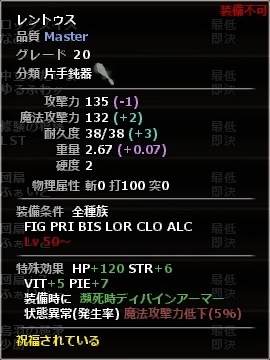 装備不可
レントゥス
品質 Master
グレード 20
分類 片手鈍器
攻撃力 135 (-1)
魔法攻撃力 132 (+2)
耐久度 38/38 (+3)
重量 2.67 (+0.07)
硬度 2
物理属性 斬0 打100 突0
装備条件 全種族
FIG PRI BIS LOR CLO ALC
Lv.50～
特殊効果 HP+120 STR+6
VIT+5 PIE+7
装備時に 瀕死時ディバインアーマー
状態異常(発生率) 魔法攻撃力低下(5%)
祝福されている